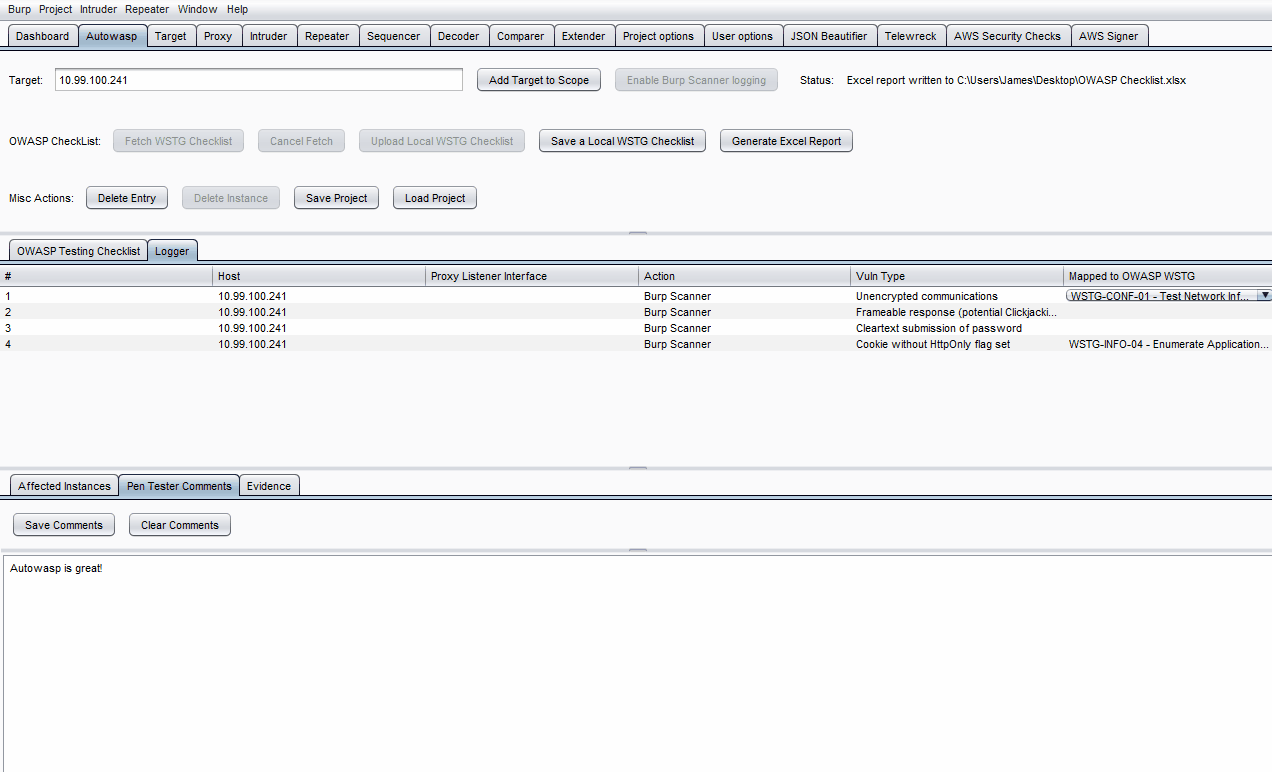 Burp Project Intruder Repeater Window Help
Dashboard Autowasp Target Proxy Intruder Repeater Sequencer Decoder Comparer Extender Project options User options JSON Beautifier Telewreck AWS Security Checks AWS Signer
Target: 10.99.100.241 Add Target to Scope Enable Burp Scanner logging Status: Excel report written to C:\Users\James\Desktop\OWASP Checklist.xlsx
OWASP CheckList: Fetch WSTG Checklist Cancel Fetch Upload Local WSTG Checklist Save a Local WSTG Checklist Generate Excel Report
Misc Actions: Delete Entry Delete Instance Save Project Load Project
OWASP Testing Checklist Logger
# Host Proxy Listener Interface Action Vuln Type Mapped to OWASP WSTG
1 10.99.100.241 Burp Scanner Unencrypted communications WSTG-CONF-01 - Test Network Inf...
2 10.99.100.241 Burp Scanner Frameable response (potential Clickjacki...
3 10.99.100.241 Burp Scanner Cleartext submission of password
4 10.99.100.241 Burp Scanner Cookie without HttpOnly flag set WSTG-INFO-04 - Enumerate Application...
Affected Instances Pen Tester Comments Evidence
Save Comments Clear Comments
Autowasp is great!